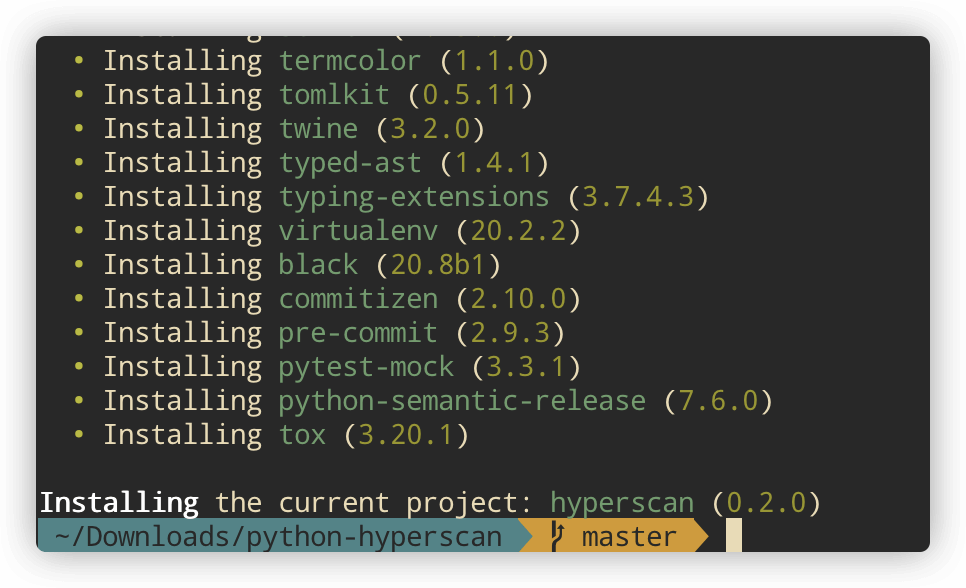 • Installing termcolor (1.1.0)
• Installing tomlkit (0.5.11)
• Installing twine (3.2.0)
• Installing typed-ast (1.4.1)
• Installing typing-extensions (3.7.4.3)
• Installing virtualenv (20.2.2)
• Installing black (20.8b1)
• Installing commitizen (2.10.0)
• Installing pre-commit (2.9.3)
• Installing pytest-mock (3.3.1)
• Installing python-semantic-release (7.6.0)
• Installing tox (3.20.1)
Installing the current project: hyperscan (0.2.0)
~/Downloads/python-hyperscan master